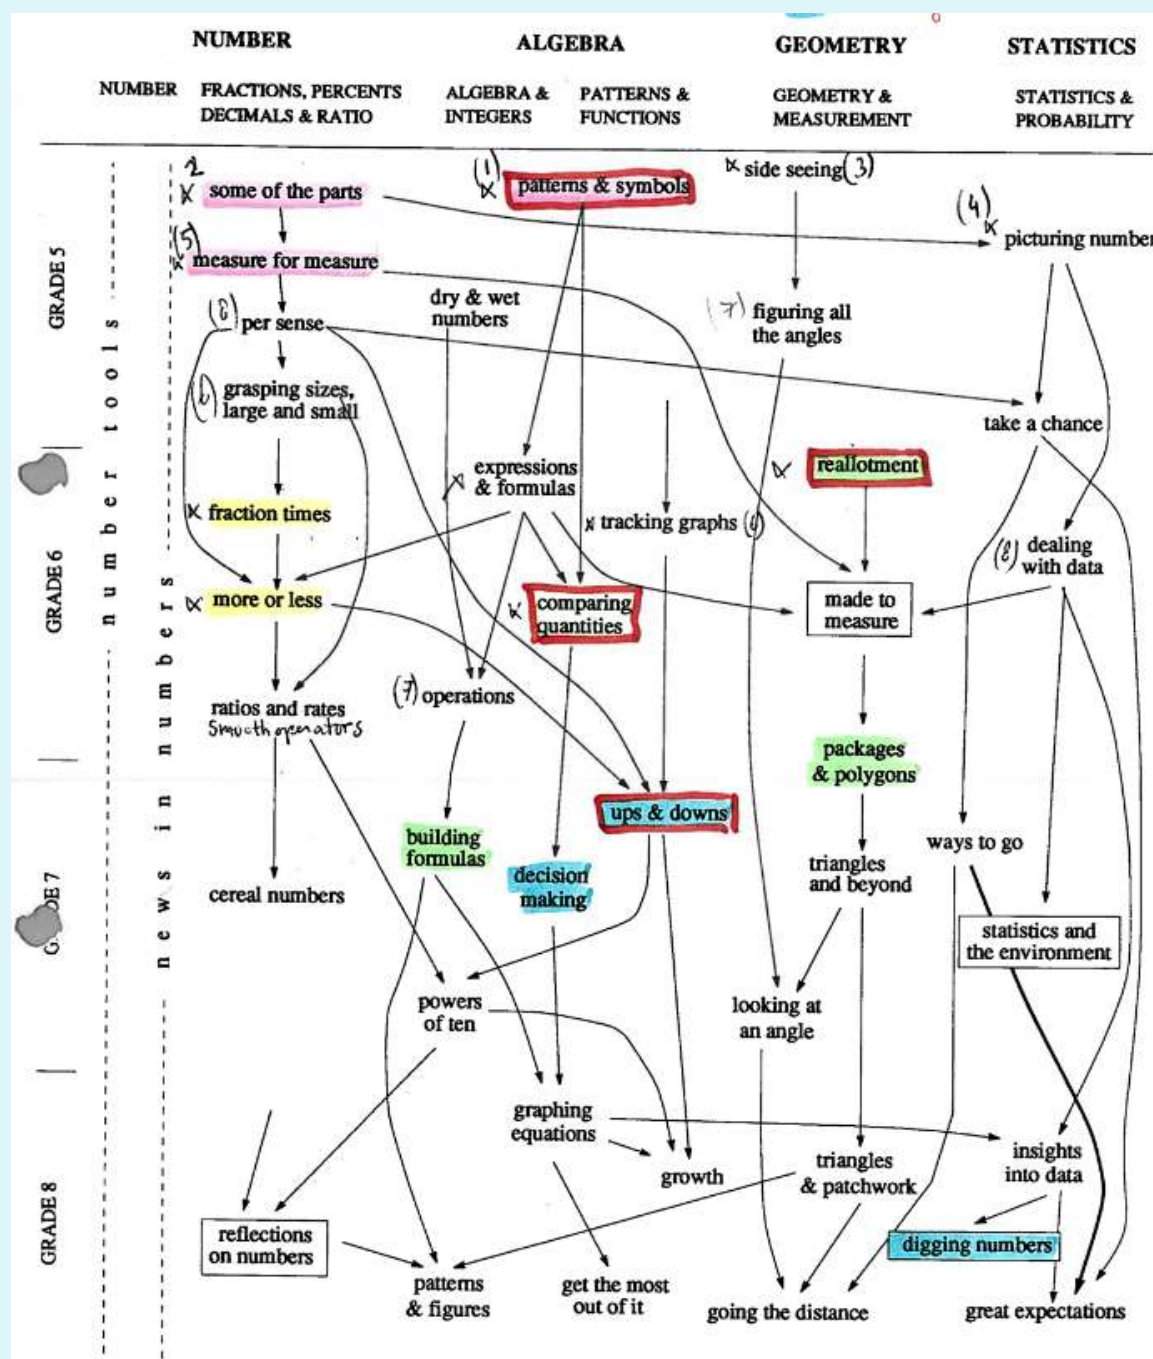 NUMBER
ALGEBRA
GEOMETRY
STATISTICS
NUMBER
FRACTIONS, PERCENTS
DECIMALS & RATIO
ALGEBRA &
INTEGERS
PATTERNS &
FUNCTIONS
GEOMETRY &
MEASUREMENT
STATISTICS &
PROBABILITY
GRADE 5
GRADE 6
GRADE 8
number tools
news in numbers
2
some of the parts
(1)
patterns & symbols
side seeing (3)
(4)
picturing number
(5)
measure for measure
dry & wet
numbers
(7) figuring all
the angles
(8) per sense
grasping sizes,
large and small
take a chance
expressions
& formulas
reallotment
fraction times
tracking graphs
(8) dealing
with data
more or less
comparing
quantities
made to
measure
(7) operations
ratios and rates
Smooth operators
packages
& polygons
ups & downs
building
formulas
decision
making
triangles
and beyond
ways to go
cereal numbers
statistics and
the environment
powers
of ten
looking at
an angle
graphing
equations
growth
triangles
& patchwork
insights
into data
reflections
on numbers
digging numbers
patterns
& figures
get the most
out of it
going the distance
great expectations